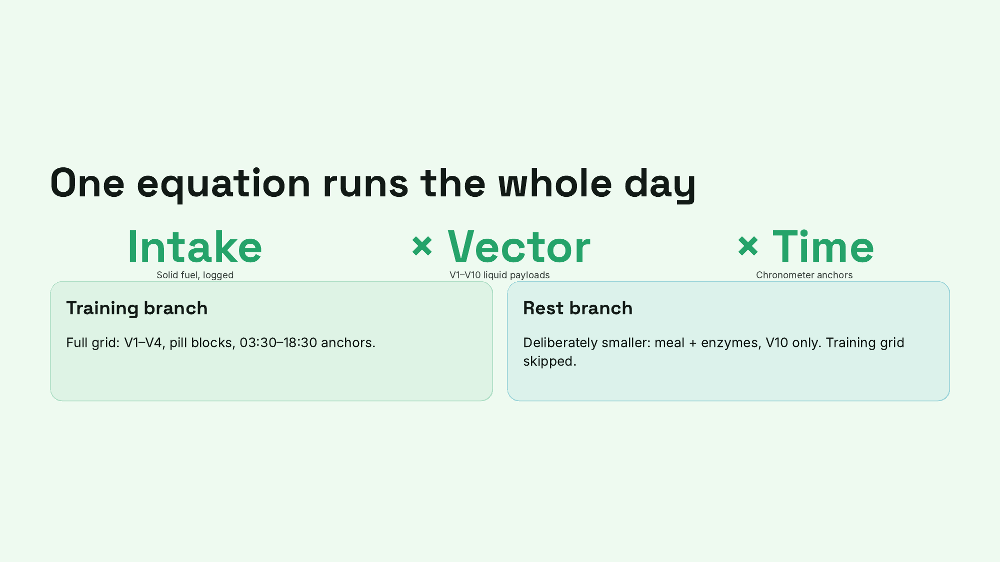 One equation runs the whole day
Intake
× Vector
× Time
Solid fuel, logged
V1–V10 liquid payloads
Chronometer anchors
Training branch
Full grid: V1–V4, pill blocks, 03:30–18:30 anchors.
Rest branch
Deliberately smaller: meal + enzymes, V10 only. Training grid
skipped.